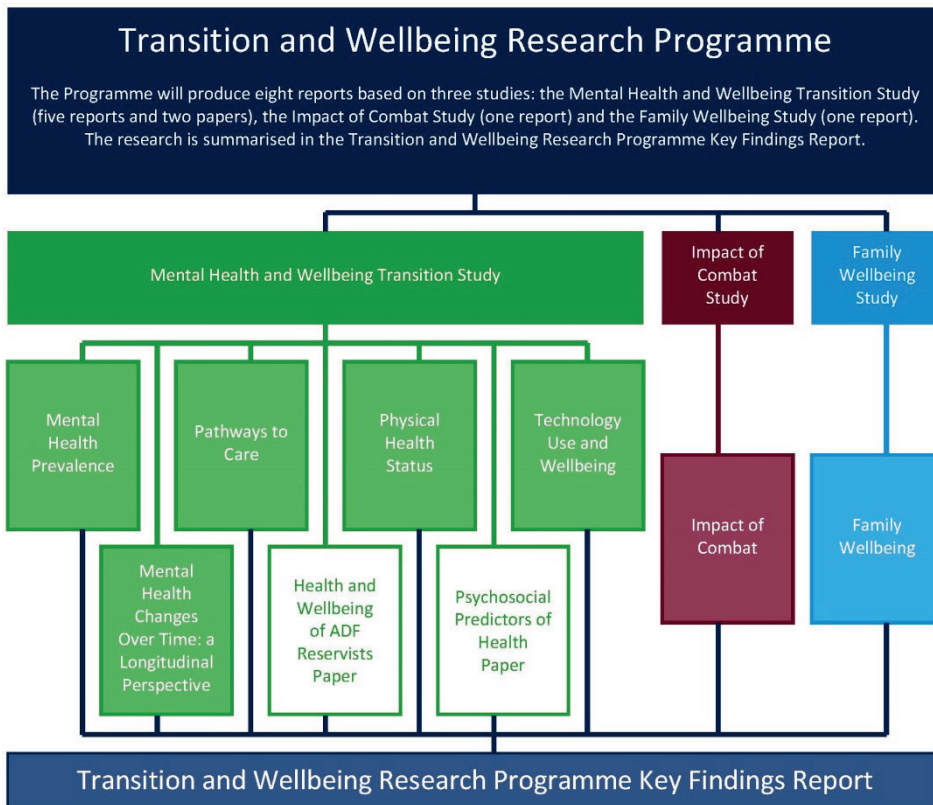 Transition and Wellbeing Research Programme
The Programme will produce eight reports based on three studies: the Mental Health and Wellbeing Transition Study
(five reports and two papers), the Impact of Combat Study (one report) and the Family Wellbeing Study (one report).
The research is summarised in the Transition and Wellbeing Research Programme Key Findings Report.
Mental Health and Wellbeing Transition Study
Impact of
Combat
Study
Family
Wellbeing
Study
Mental
Health
Prevalence
Pathways to
Care
Physical
Health
Status
Technology
Use and
Wellbeing
Impact of
Combat
Family
Wellbeing
Mental
Health
Changes
Over Time: a
Longitudinal
Perspective
Health and
Wellbeing
of ADF
Reservists
Paper
Psychosocial
Predictors of
Health
Paper
Transition and Wellbeing Research Programme Key Findings Report